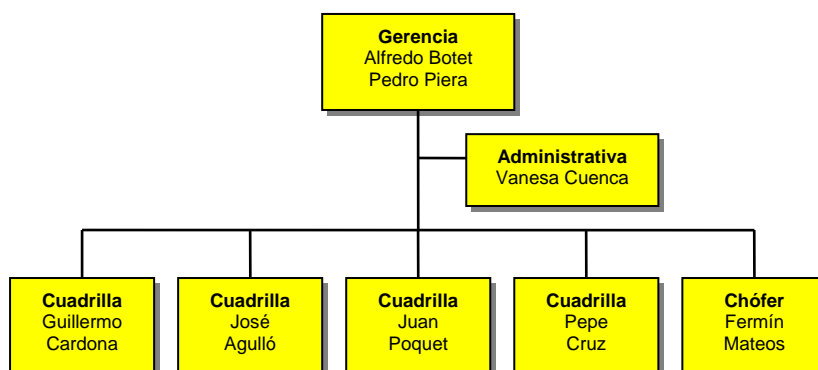 Gerencia
Alfredo Botet
Pedro Piera
Administrativa
Vanesa Cuenca
Cuadrilla
Guillermo
Cardona
Cuadrilla
José
Agulló
Cuadrilla
Juan
Poquet
Cuadrilla
Pepe
Cruz
Chófer
Fermín
Mateos